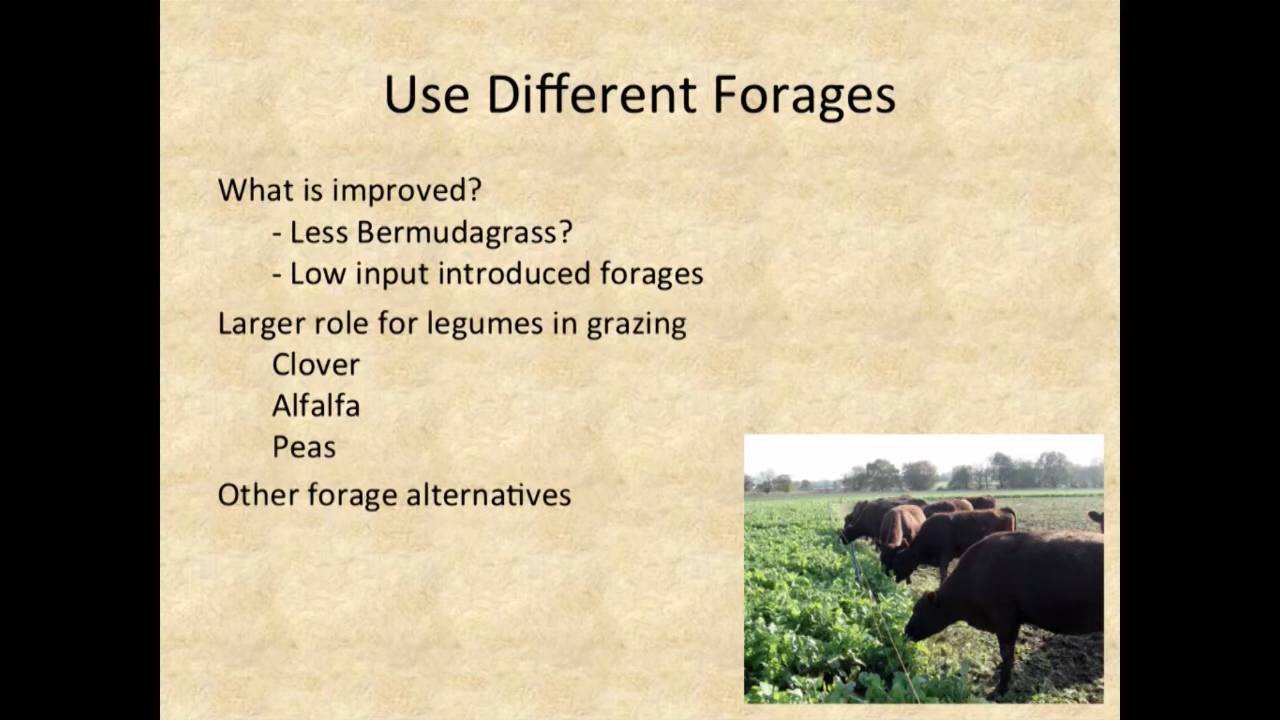 Use Different Forages
What is improved?
- Less Bermudagrass?
- Low input introduced forages
Larger role for legumes in grazing
Clover
Alfalfa
Peas
Other forage alternatives